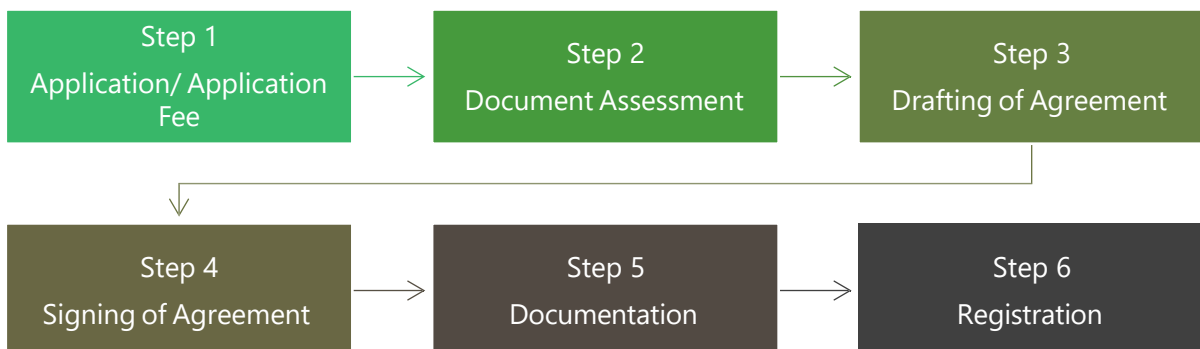 Step 1
Application/ Application
Fee
Step 2
Document Assessment
Step 3
Drafting of Agreement
Step 4
Signing of Agreement
Step 5
Documentation
Step 6
Registration